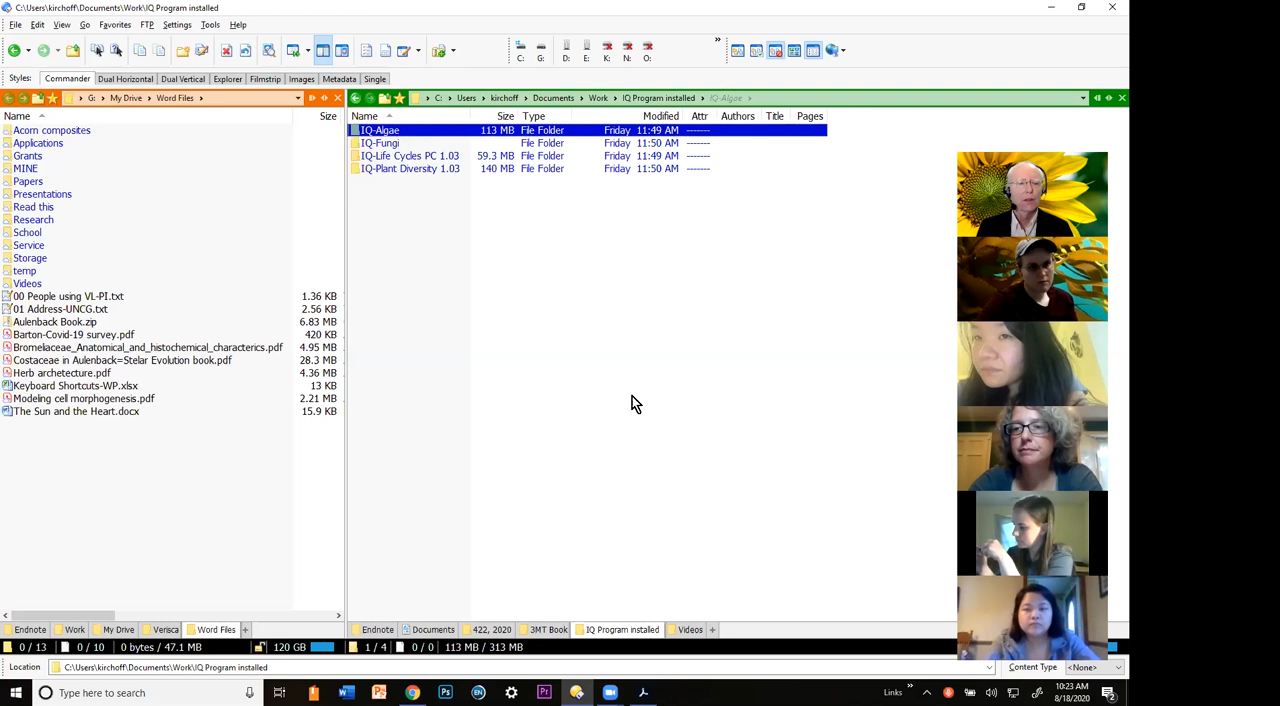 C:\Users\kirchoff\Documents\Work\IQ Program installed
File Edit View Go Favorites FTP Settings Tools Help
C: G: D: E: K: N: O: »
Styles: Commander Dual Horizontal Dual Vertical Explorer Filmstrip Images Metadata Single
G: My Drive Word Files
C: Users kirchoff Documents Work IQ Program installed IQ-Algae
Name Size
Name Size Type Modified Attr Authors Title Pages
Acorn composites
Applications
Grants
MINE
Papers
Presentations
Read this
Research
School
Service
Storage
temp
Videos
00 People using VL-PI.txt 1.36 KB
01 Address-UNCG.txt 2.56 KB
Aulenback Book.zip 6.83 MB
Barton-Covid-19 survey.pdf 420 KB
Bromeliaceae_Anatomical_and_histochemical_characterics.pdf 4.95 MB
Costaceae in Aulenback=Stelar Evolution book.pdf 28.3 MB
Herb archetecture.pdf 4.36 MB
Keyboard Shortcuts-WP.xlsx 13 KB
Modeling cell morphogenesis.pdf 2.21 MB
The Sun and the Heart.docx 15.9 KB
IQ-Algae 113 MB File Folder Friday 11:49 AM -------
IQ-Fungi File Folder Friday 11:50 AM -------
IQ-Life Cycles PC 1.03 59.3 MB File Folder Friday 11:49 AM -------
IQ-Plant Diversity 1.03 140 MB File Folder Friday 11:50 AM -------
Endnote Work My Drive Verisca Word Files +
Endnote Documents 422, 2020 3MT Book IQ Program installed Videos +
0 / 13 0 / 10 0 bytes / 47.1 MB 120 GB
1 / 4 0 / 0 113 MB / 313 MB
Location C:\Users\kirchoff\Documents\Work\IQ Program installed Content Type <None>
Type here to search
Links »
10:23 AM
8/18/2020
2